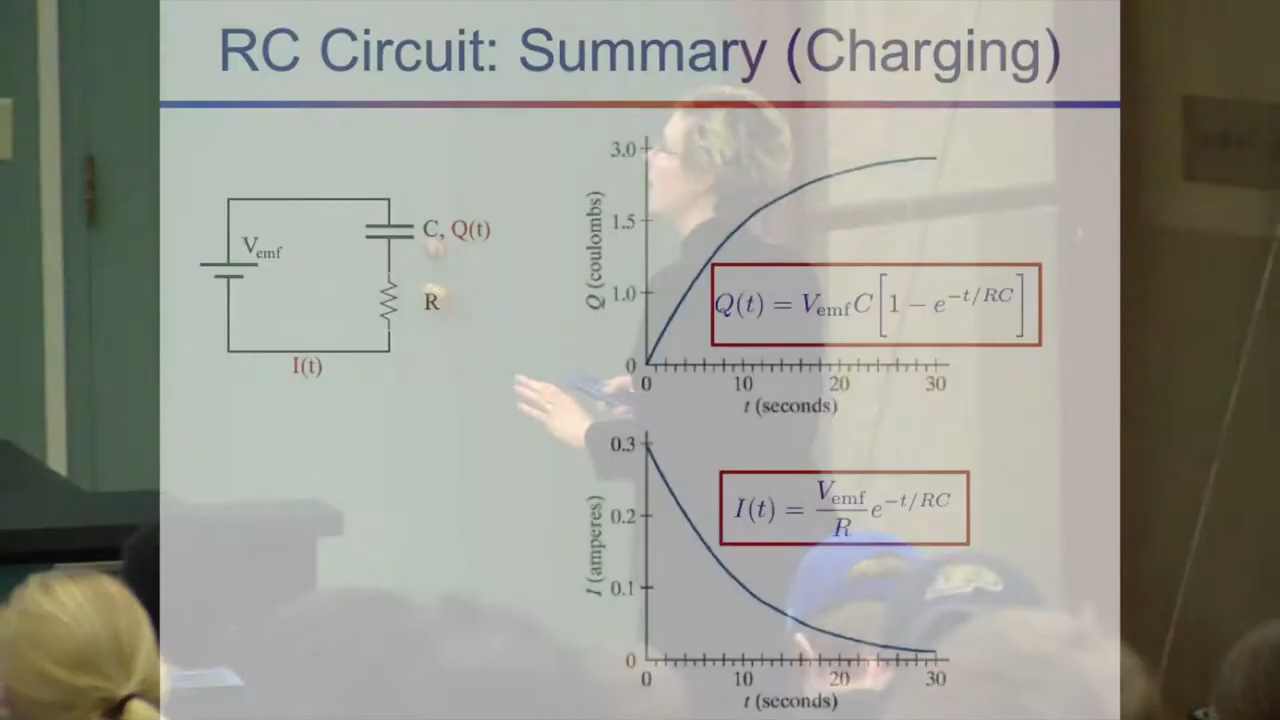 RC Circuit: Summary (Charging)
V_emf
C, Q(t)
R
I(t)
Q (coulombs)
3.0
1.5
1.0
0
0 10 20 30
t (seconds)
Q(t) = V_emf C [1 − e^{−t/RC}]
I (amperes)
0.3
0.2
0.1
0
0 10 20 30
t (seconds)
I(t) = V_emf/R e^{−t/RC}